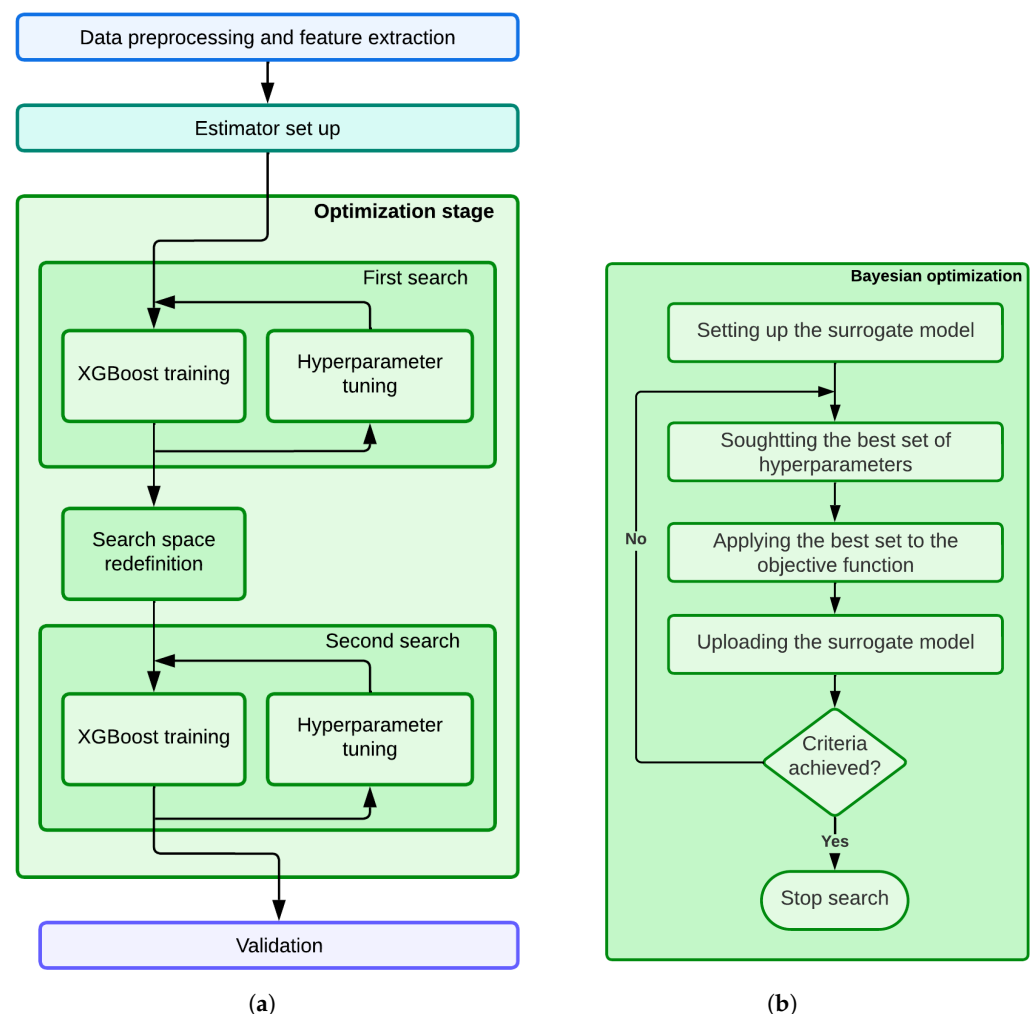 Data preprocessing and feature extraction
Estimator set up
Optimization stage
First search
XGBoost training
Hyperparameter
tuning
Search space
redefinition
Second search
XGBoost training
Hyperparameter
tuning
Validation
(a)
Bayesian optimization
Setting up the surrogate model
Soughtting the best set of
hyperparameters
No
Applying the best set to the
objective function
Uploading the surrogate model
Criteria
achieved?
Yes
Stop search
(b)